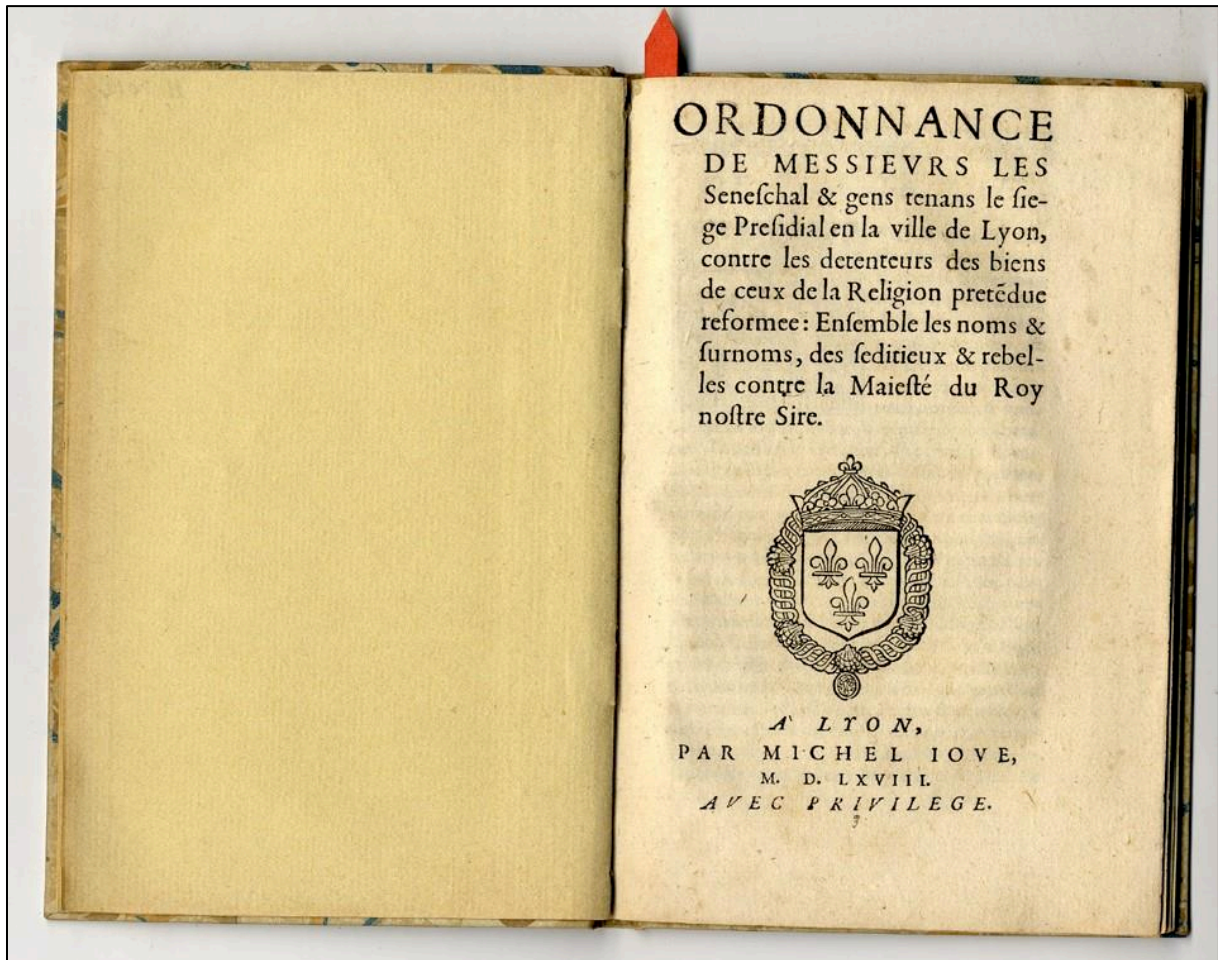 ORDONNANCE
DE MESSIEVRS LES
Seneſchal & gens tenans le ſie-
ge Preſidial en la ville de Lyon,
contre les detenteurs des biens
de ceux de la Religion pretēdue
reformee: Enſemble les noms &
ſurnoms, des ſeditieux & rebel-
les contre la Maieſté du Roy
noſtre Sire.
A LYON,
PAR MICHEL IOVE,
M. D. LXVIII.
AVEC PRIVILEGE.